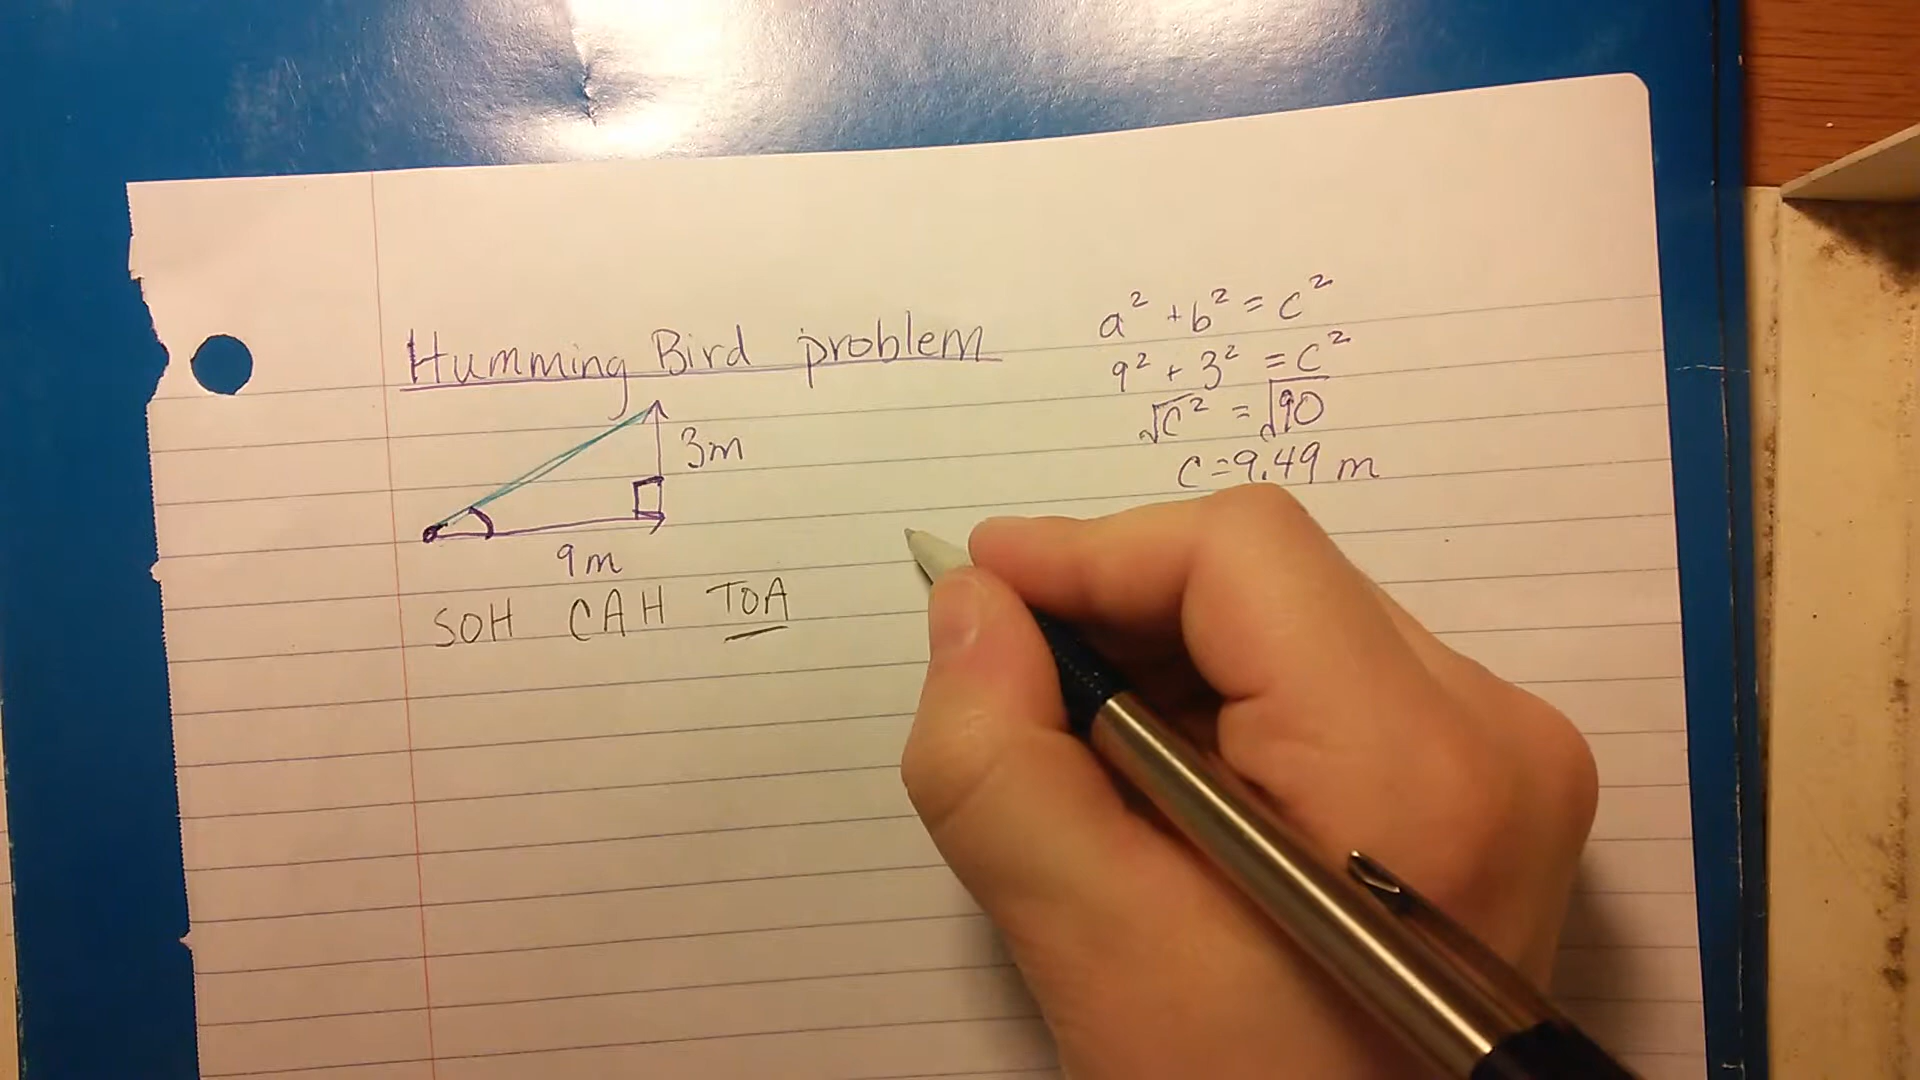 Humming Bird problem
3m
9m
SOH CAH TOA
a² + b² = c²
9² + 3² = c²
√c² = √90
c = 9.49 m